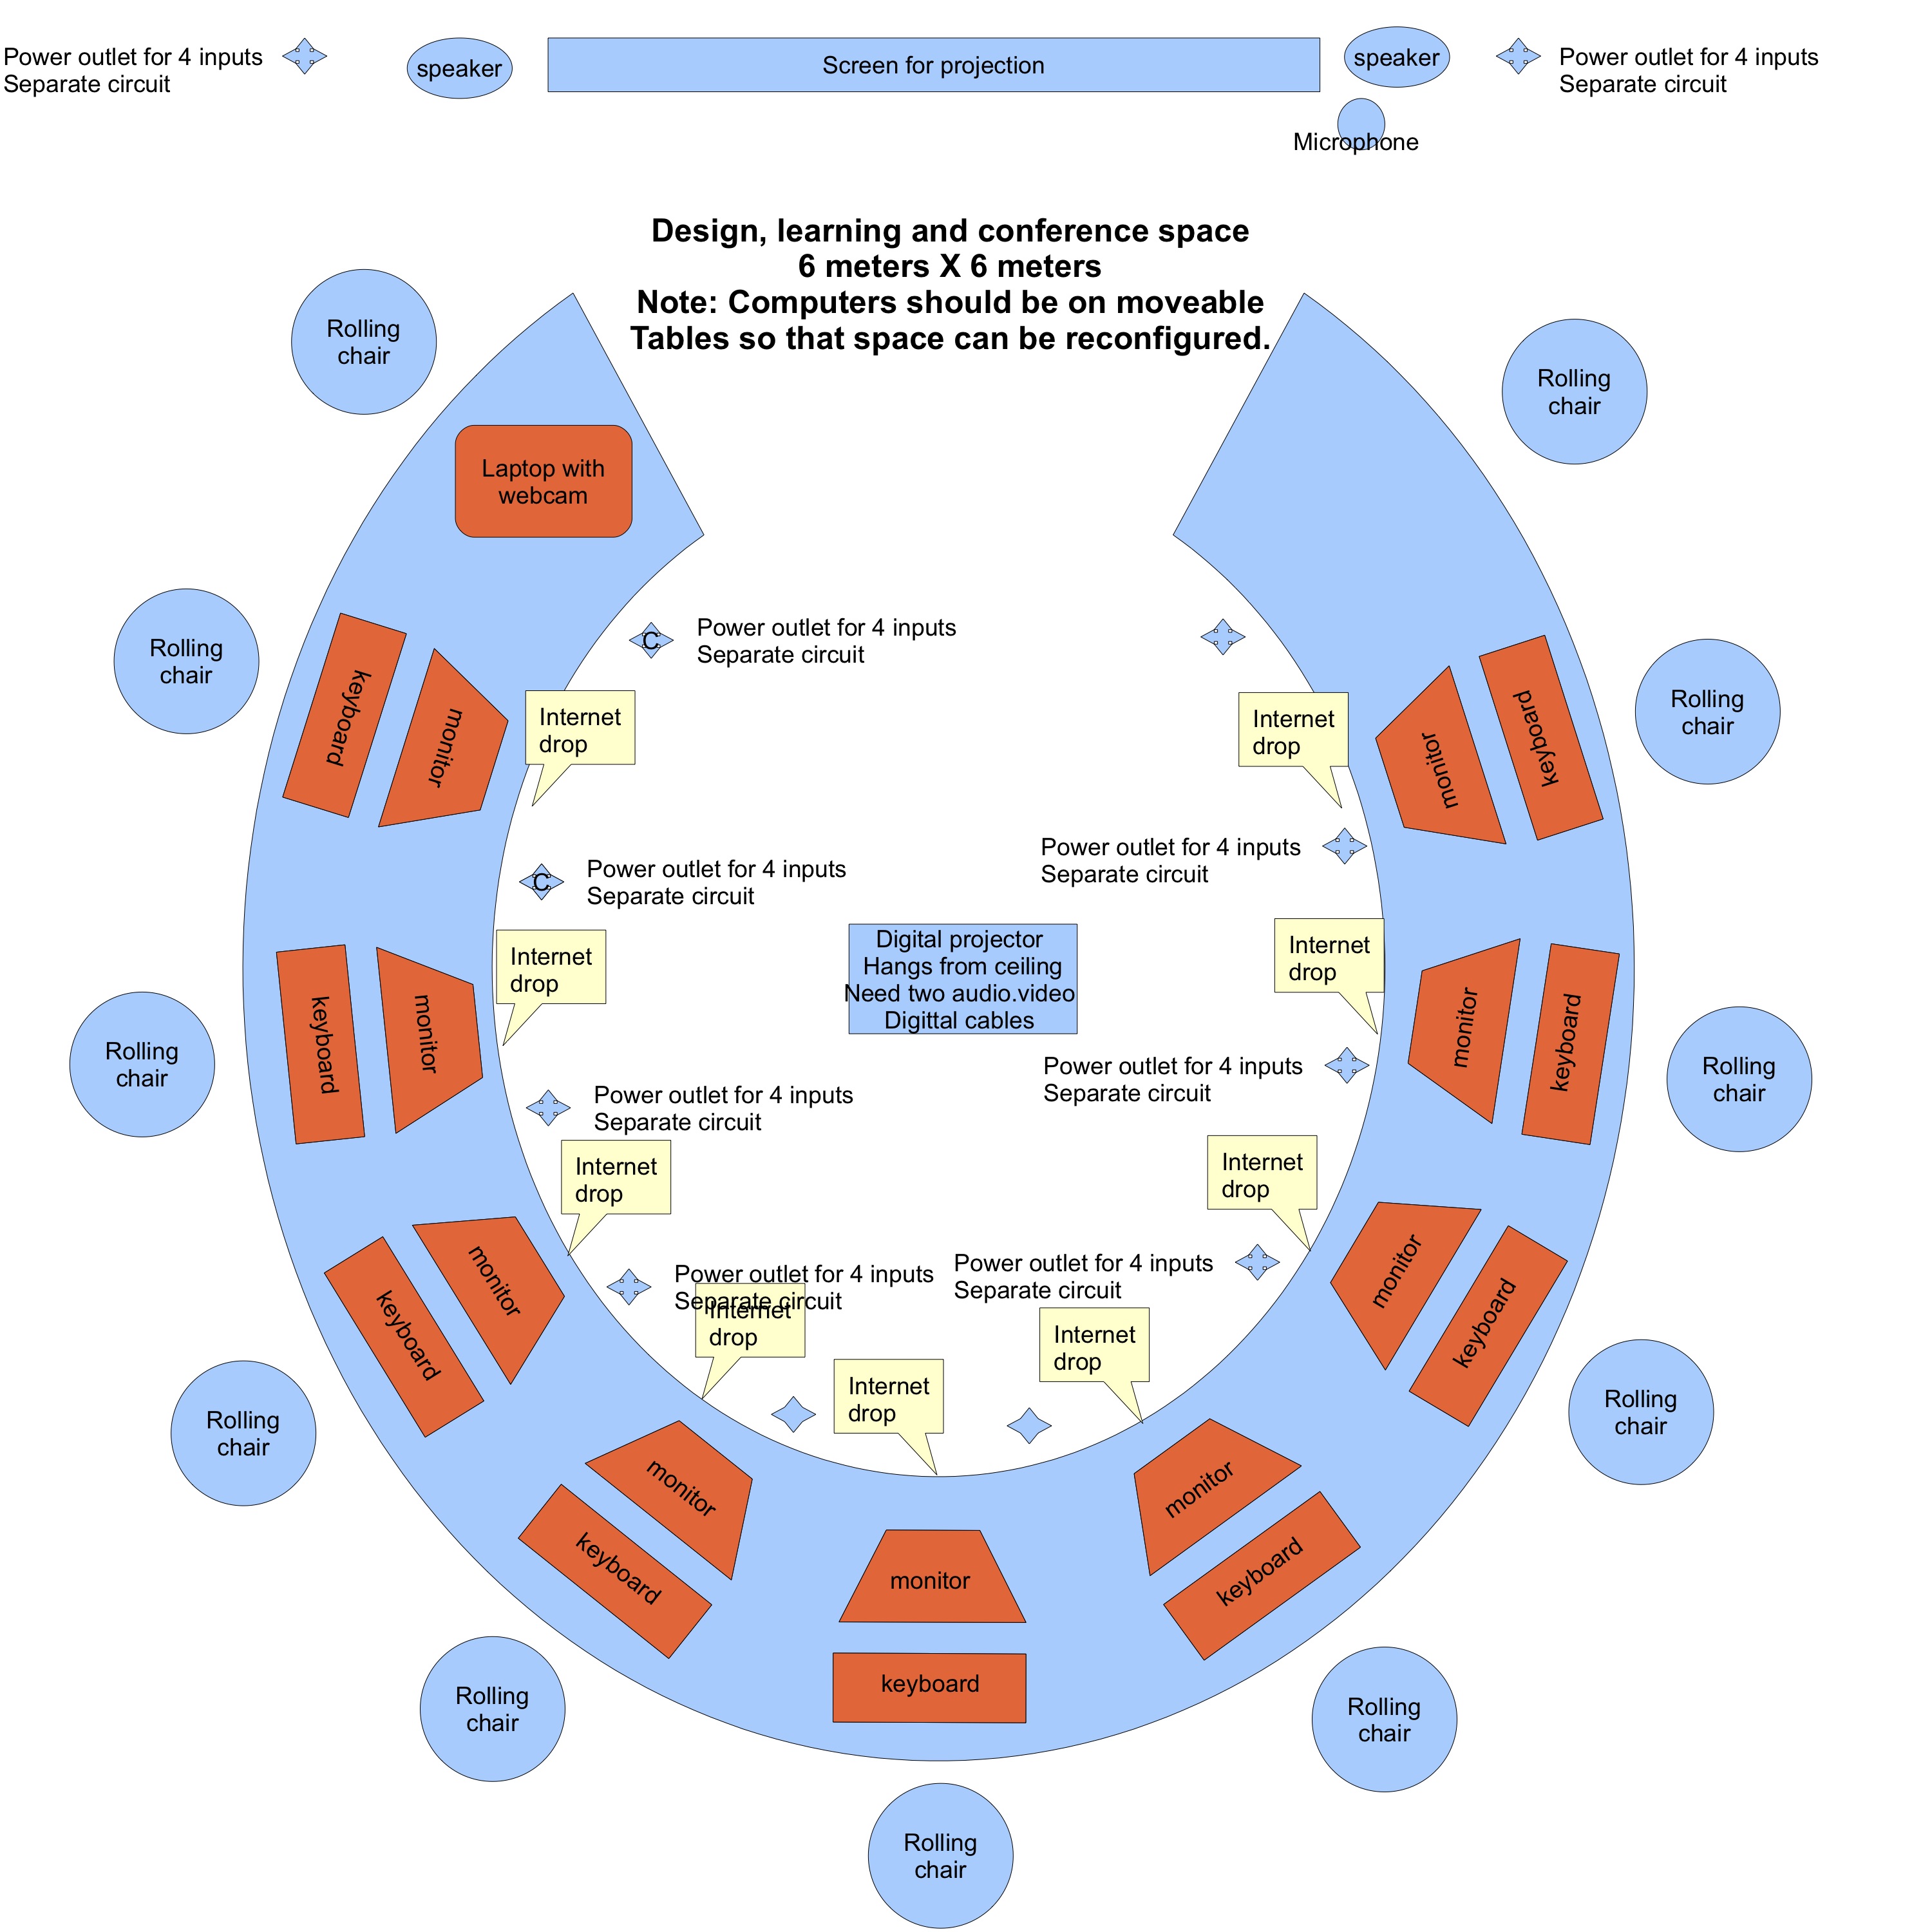 Power outlet for 4 inputs
Separate circuit
speaker
Screen for projection
speaker
Power outlet for 4 inputs
Separate circuit
Microphone
Design, learning and conference space
6 meters X 6 meters
Note: Computers should be on moveable
Tables so that space can be reconfigured.
Rolling
chair
Rolling
chair
Laptop with
webcam
Rolling
chair
C
Power outlet for 4 inputs
Separate circuit
keyboard
monitor
Internet
drop
Internet
drop
monitor
keyboard
Rolling
chair
C
Power outlet for 4 inputs
Separate circuit
Power outlet for 4 inputs
Separate circuit
Digital projector
Hangs from ceiling
Need two audio.video
Digittal cables
Internet
drop
Internet
drop
Rolling
chair
keyboard
monitor
monitor
keyboard
Rolling
chair
Power outlet for 4 inputs
Separate circuit
Power outlet for 4 inputs
Separate circuit
Internet
drop
Internet
drop
Power outlet for 4 inputs
Separate circuit
Power outlet for 4 inputs
Separate circuit
Internet
drop
Internet
drop
Internet
drop
keyboard
monitor
monitor
keyboard
Rolling
chair
Rolling
chair
monitor
keyboard
monitor
keyboard
monitor
keyboard
Rolling
chair
Rolling
chair
Rolling
chair